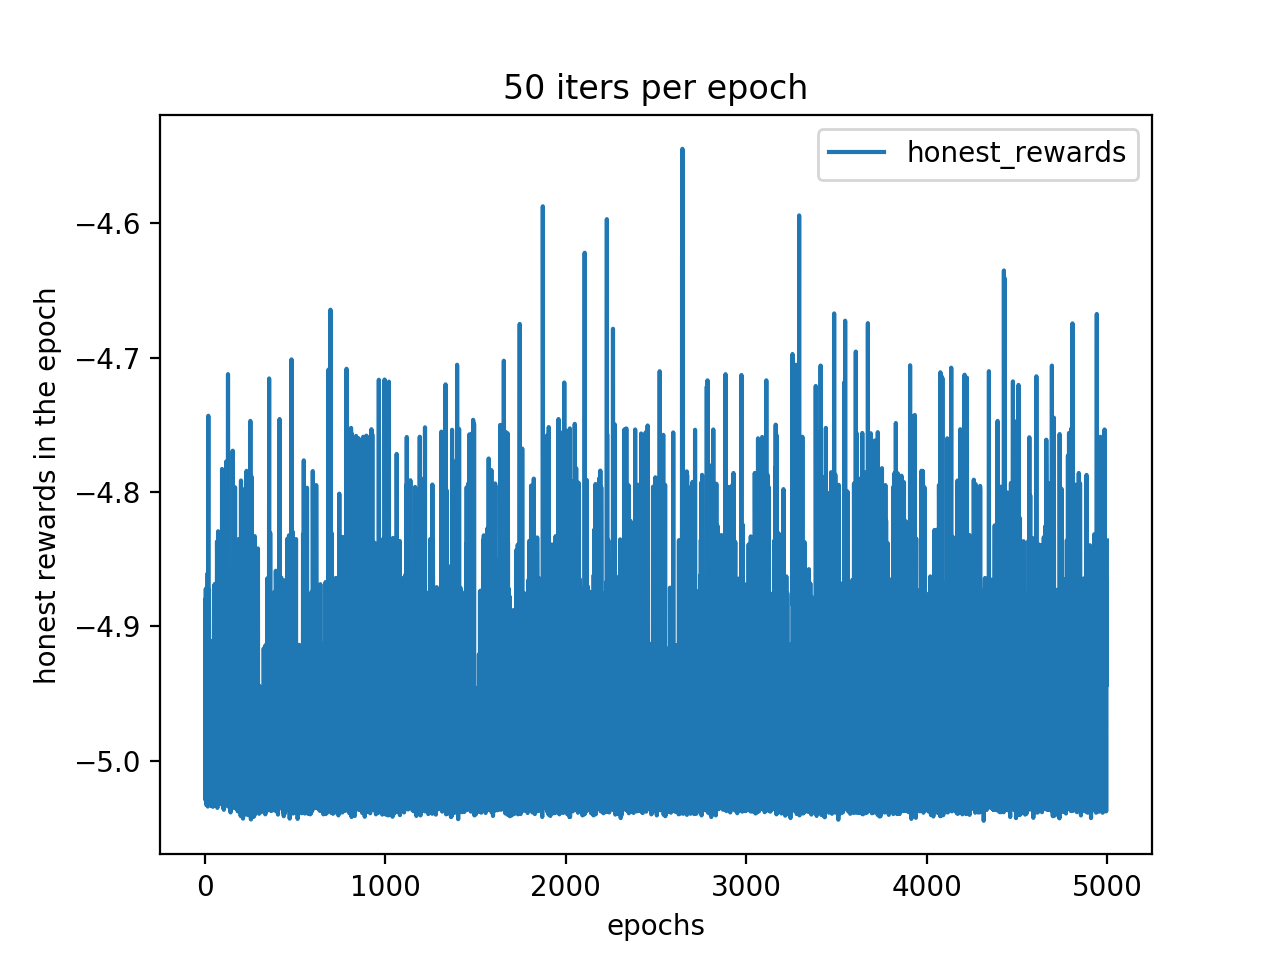 50 iters per epoch
honest_rewards
honest rewards in the epoch
−4.6
−4.7
−4.8
−4.9
−5.0
0
1000
2000
3000
4000
5000
epochs